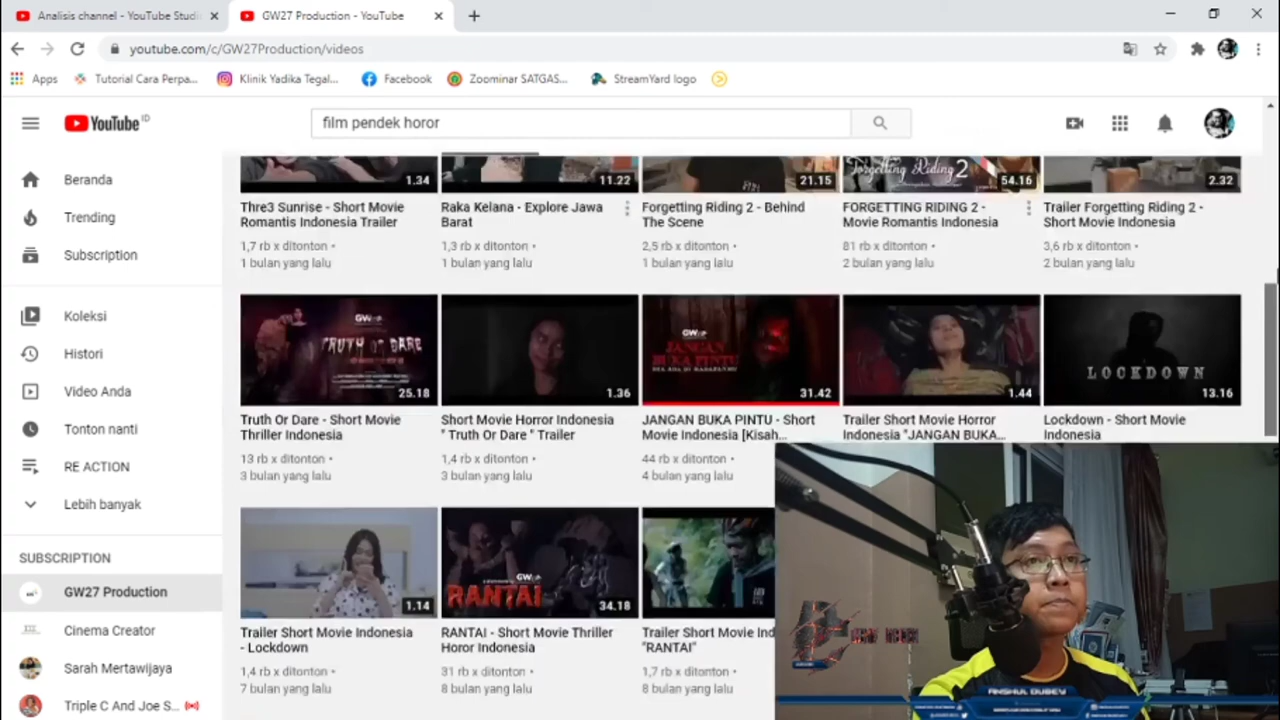 Analisis channel - YouTube Studi
GW27 Production - YouTube
youtube.com/c/GW27Production/videos
Apps
Tutorial Cara Perpa...
Klinik Yadika Tegal...
Facebook
Zoominar SATGAS...
StreamYard logo
YouTube ID
film pendek horor
Beranda
Trending
Subscription
Koleksi
Histori
Video Anda
Tonton nanti
RE ACTION
Lebih banyak
SUBSCRIPTION
GW27 Production
Cinema Creator
Sarah Mertawijaya
Triple C And Joe S...
1.34
11.22
21.15
Forgetting Riding 2
54.16
2.32
Thre3 Sunrise - Short Movie
Romantis Indonesia Trailer
1,7 rb x ditonton •
1 bulan yang lalu
Raka Kelana - Explore Jawa
Barat
1,3 rb x ditonton •
1 bulan yang lalu
Forgetting Riding 2 - Behind
The Scene
2,5 rb x ditonton •
1 bulan yang lalu
FORGETTING RIDING 2 -
Movie Romantis Indonesia
81 rb x ditonton •
2 bulan yang lalu
Trailer Forgetting Riding 2 -
Short Movie Indonesia
3,6 rb x ditonton •
2 bulan yang lalu
TRUTH OR DARE
25.18
1.36
JANGAN
BUKA PINTU
31.42
1.44
LOCKDOWN
13.16
Truth Or Dare - Short Movie
Thriller Indonesia
13 rb x ditonton •
3 bulan yang lalu
Short Movie Horror Indonesia
" Truth Or Dare " Trailer
1,4 rb x ditonton •
3 bulan yang lalu
JANGAN BUKA PINTU - Short
Movie Indonesia [Kisah...
44 rb x ditonton •
4 bulan yang lalu
Trailer Short Movie Horror
Indonesia "JANGAN BUKA...
Lockdown - Short Movie
Indonesia
1.14
GW
RANTAI
34.18
Trailer Short Movie Indonesia
- Lockdown
1,4 rb x ditonton •
7 bulan yang lalu
RANTAI - Short Movie Thriller
Horor Indonesia
31 rb x ditonton •
8 bulan yang lalu
Trailer Short Movie Ind
"RANTAI"
1,7 rb x ditonton •
8 bulan yang lalu
ANSHUL DUBEY